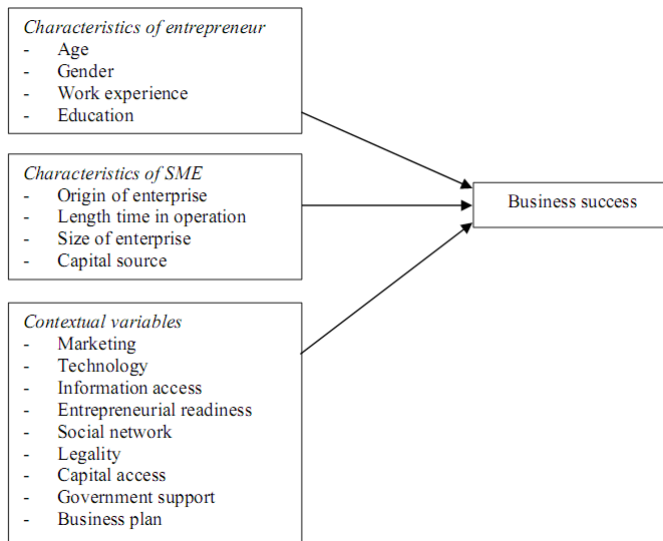 Characteristics of entrepreneur
- Age
- Gender
- Work experience
- Education
Characteristics of SME
- Origin of enterprise
- Length time in operation
- Size of enterprise
- Capital source
Business success
Contextual variables
- Marketing
- Technology
- Information access
- Entrepreneurial readiness
- Social network
- Legality
- Capital access
- Government support
- Business plan